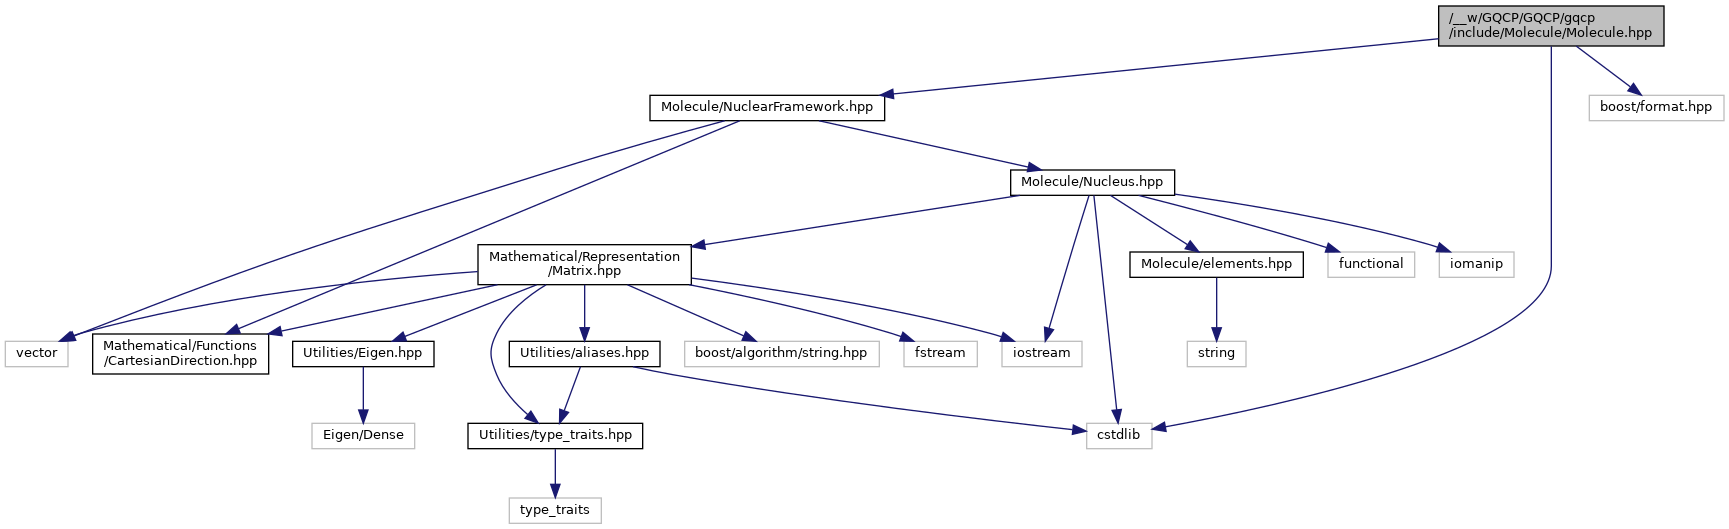 /__w/GQCP/GQCP/gqcp
/include/Molecule/Molecule.hpp
Molecule/NuclearFramework.hpp
boost/format.hpp
Molecule/Nucleus.hpp
Mathematical/Representation
/Matrix.hpp
Molecule/elements.hpp
functional
iomanip
vector
Mathematical/Functions
/CartesianDirection.hpp
Utilities/Eigen.hpp
Utilities/aliases.hpp
boost/algorithm/string.hpp
fstream
iostream
string
Eigen/Dense
Utilities/type_traits.hpp
cstdlib
type_traits